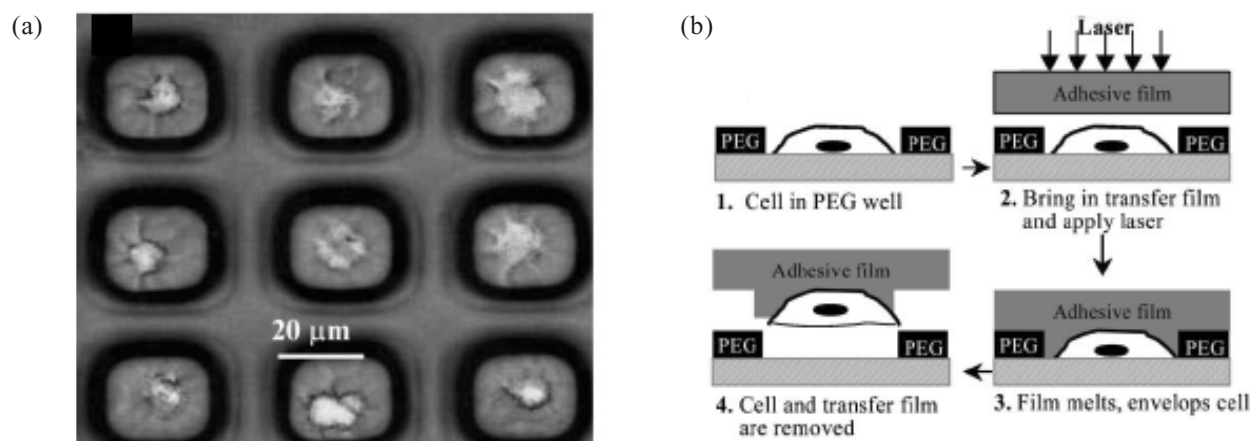 (a)
20 μm
(b)
Laser
Adhesive film
PEG
PEG
PEG
PEG
1. Cell in PEG well
2. Bring in transfer film
and apply laser
Adhesive film
PEG
PEG
4. Cell and transfer film
are removed
Adhesive film
PEG
PEG
3. Film melts, envelops cell